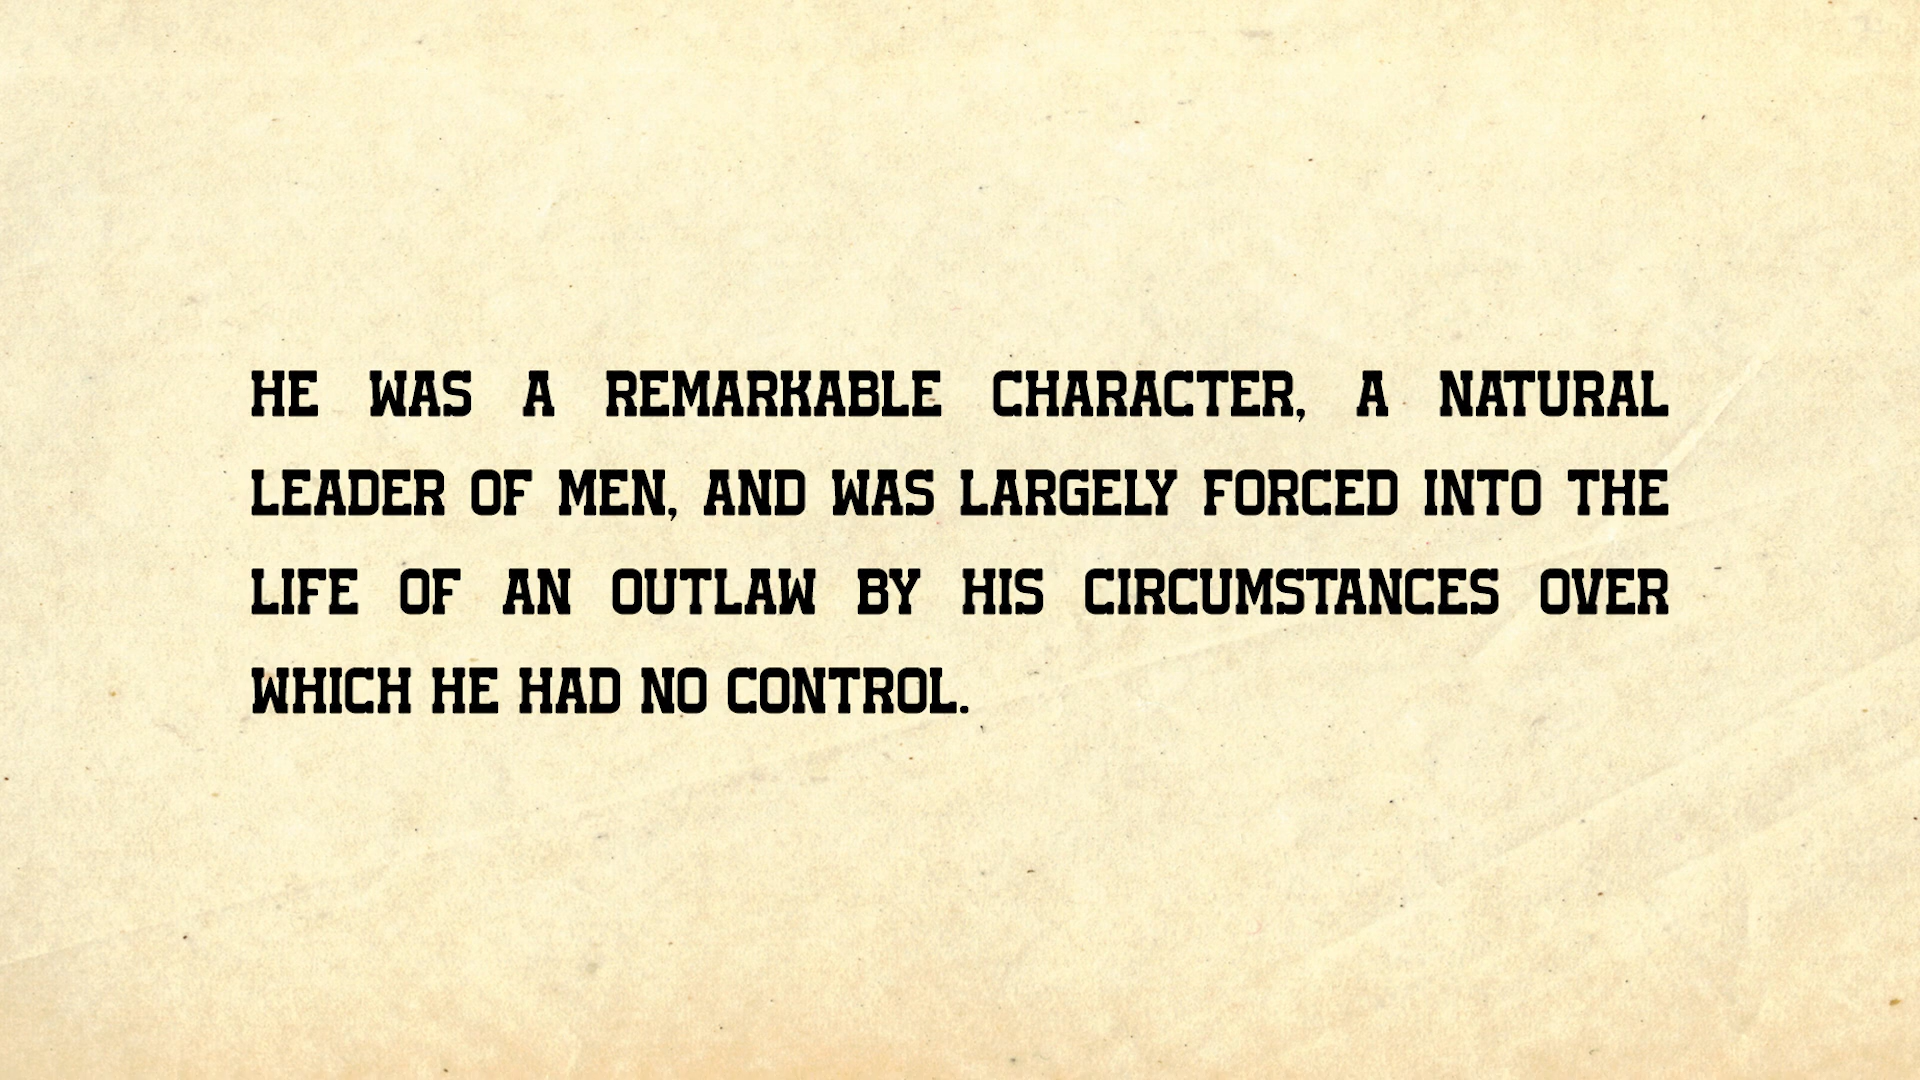 HE WAS A REMARKABLE CHARACTER, A NATURAL
LEADER OF MEN, AND WAS LARGELY FORCED INTO THE
LIFE OF AN OUTLAW BY HIS CIRCUMSTANCES OVER
WHICH HE HAD NO CONTROL.